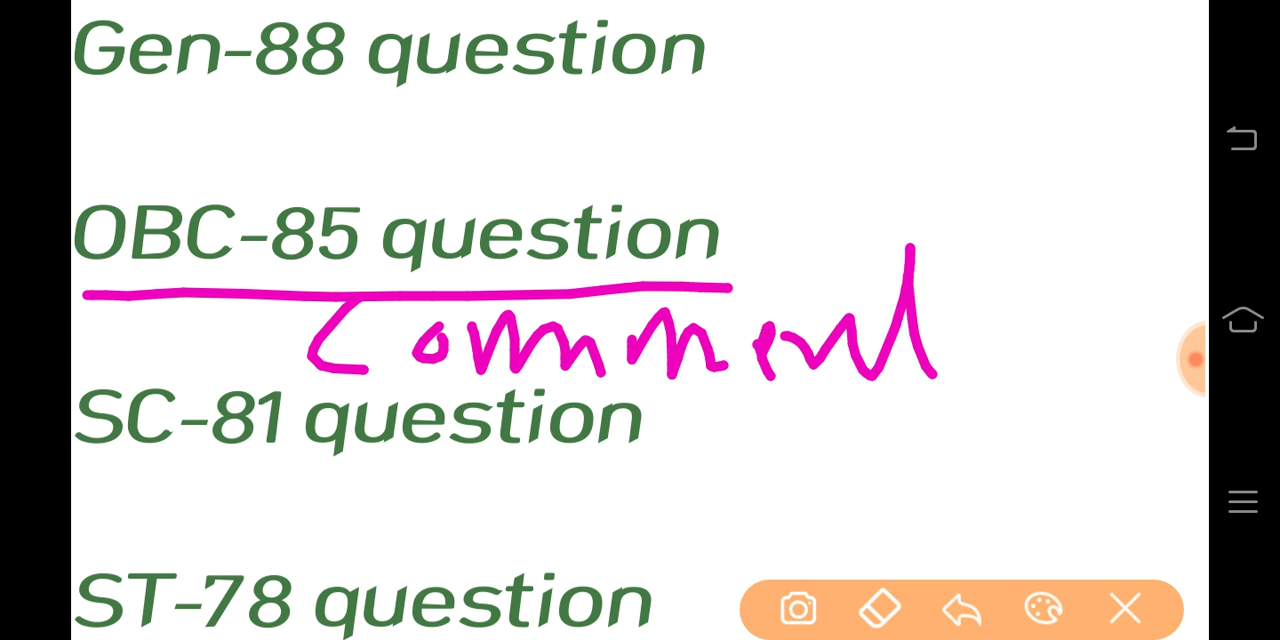 Gen-88 question
OBC-85 question
Comment
SC-81 question
ST-78 question